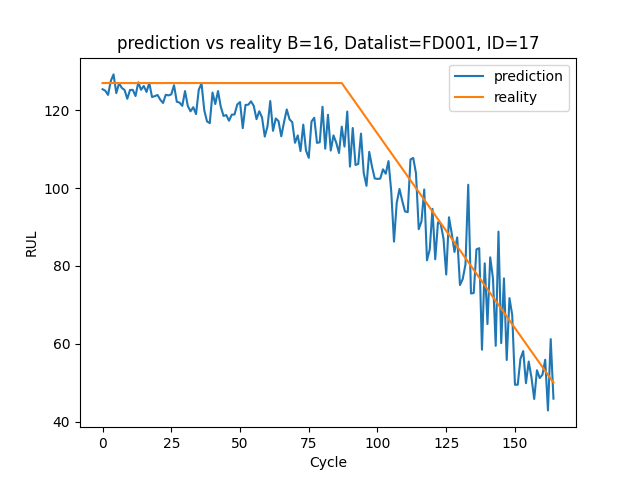 prediction vs reality B=16, Datalist=FD001, ID=17
prediction
reality
RUL
120
100
80
60
40
0 25 50 75 100 125 150
Cycle